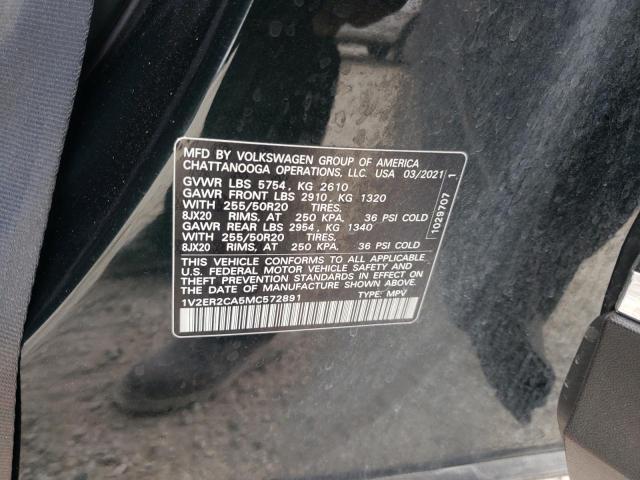 MFD BY VOLKSWAGEN GROUP OF AMERICA
CHATTANOOGA OPERATIONS, LLC. USA 03/2021
GVWR LBS 5754, KG 2610
GAWR FRONT LBS 2910, KG 1320
WITH 255/50R20 TIRES,
8JX20 RIMS, AT 250 KPA, 36 PSI COLD
GAWR REAR LBS 2954, KG 1340
WITH 255/50R20 TIRES,
8JX20 RIMS, AT 250 KPA, 36 PSI COLD
THIS VEHICLE CONFORMS TO ALL APPLICABLE
U.S. FEDERAL MOTOR VEHICLE SAFETY AND
THEFT PREVENTION STANDARDS IN EFFECT ON
THE DATE OF MANUFACTURE SHOWN ABOVE.
1V2ER2CA5MC572891 TYPE: MPV
1029707 1